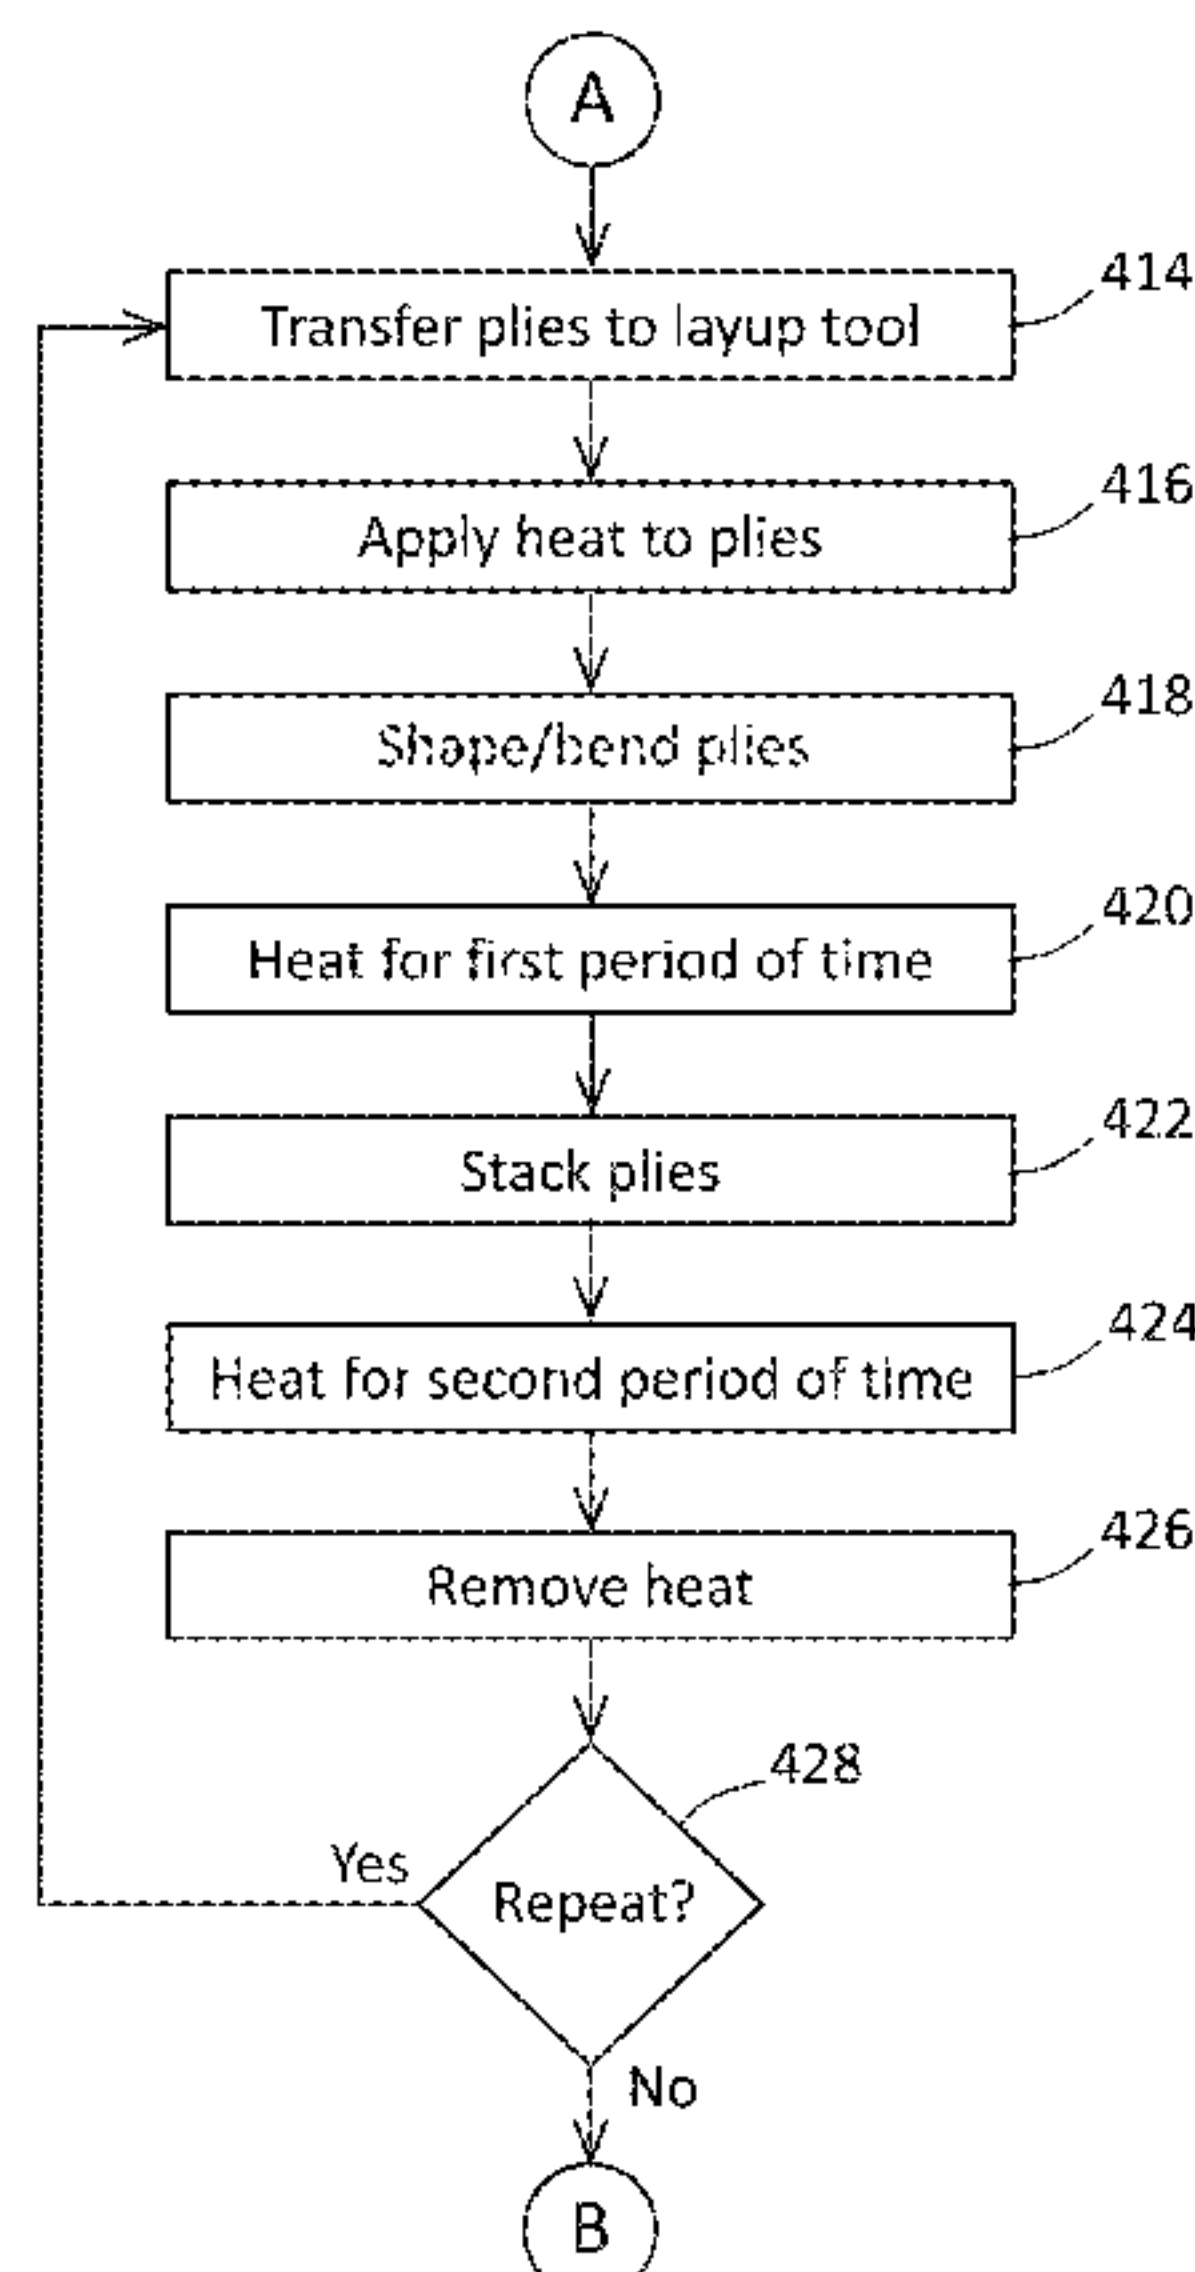 A
Transfer plies to layup tool
414
Apply heat to plies
416
Shape/bend plies
418
Heat for first period of time
420
Stack plies
422
Heat for second period of time
424
Remove heat
426
428
Yes
Repeat?
No
B